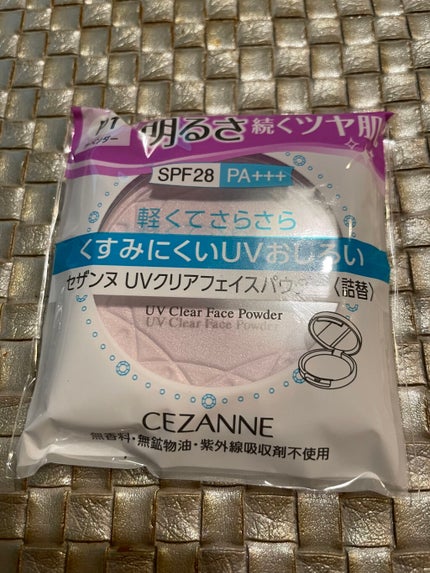 明るさ 続くツヤ肌
SPF28 PA+++
軽くてさらさら
くすみにくいUVおしろい
セザンヌ UVクリアフェイスパウダー〈詰替〉
UV Clear Face Powder
UV Clear Face Powder
CEZANNE
無香料・無鉱物油・紫外線吸収剤不使用